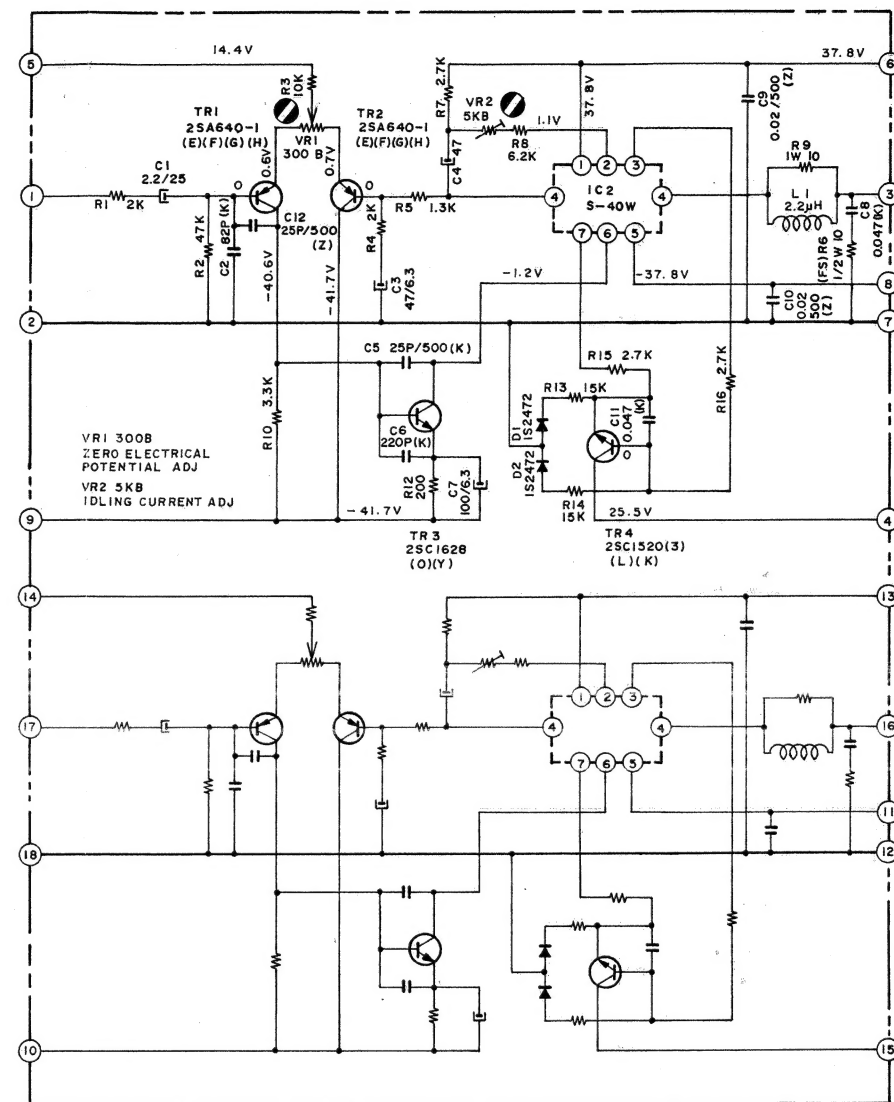 5
14.4V
37.8V
6
R3
10K
TR1
2SA640-1
(E)(F)(G)(H)
VR1
300 B
TR2
2SA640-1
(E)(F)(G)(H)
R7
2.7K
VR2
5KB
1.1V
R8
6.2K
37.8V
C9
0.02/500
(Z)
0.6V
0.7V
C4
47
1
2
3
R9
1W 10
C1
2.2/25
1
R1
2K
0
0
R5
1.3K
4
IC2
S-40W
4
L1
2.2μH
3
R2
47K
C2
82P(K)
C12
25P/500
(Z)
R4
2K
7
6
5
C8
0.047(K)
(FS)R6
1/2W 10
-40.6V
-41.7V
C3
47/6.3
-1.2V
-37.8V
8
C10
0.02
500
(Z)
2
7
C5 25P/500(K)
R15
2.7K
R16
2.7K
R10
3.3K
R13
15K
C11
0.047
(K)
D1
1S2472
0
C6
220P(K)
D2
1S2472
VR1 300B
ZERO ELECTRICAL
POTENTIAL ADJ
VR2 5KB
IDLING CURRENT ADJ
R12
200
C7
100/6.3
R14
15K
9
-41.7V
25.5V
4
TR3
2SC1628
(O)(Y)
TR4
2SC1520(3)
(L)(K)
14
13
1
2
3
17
4
4
16
7
6
5
11
18
12
10
15